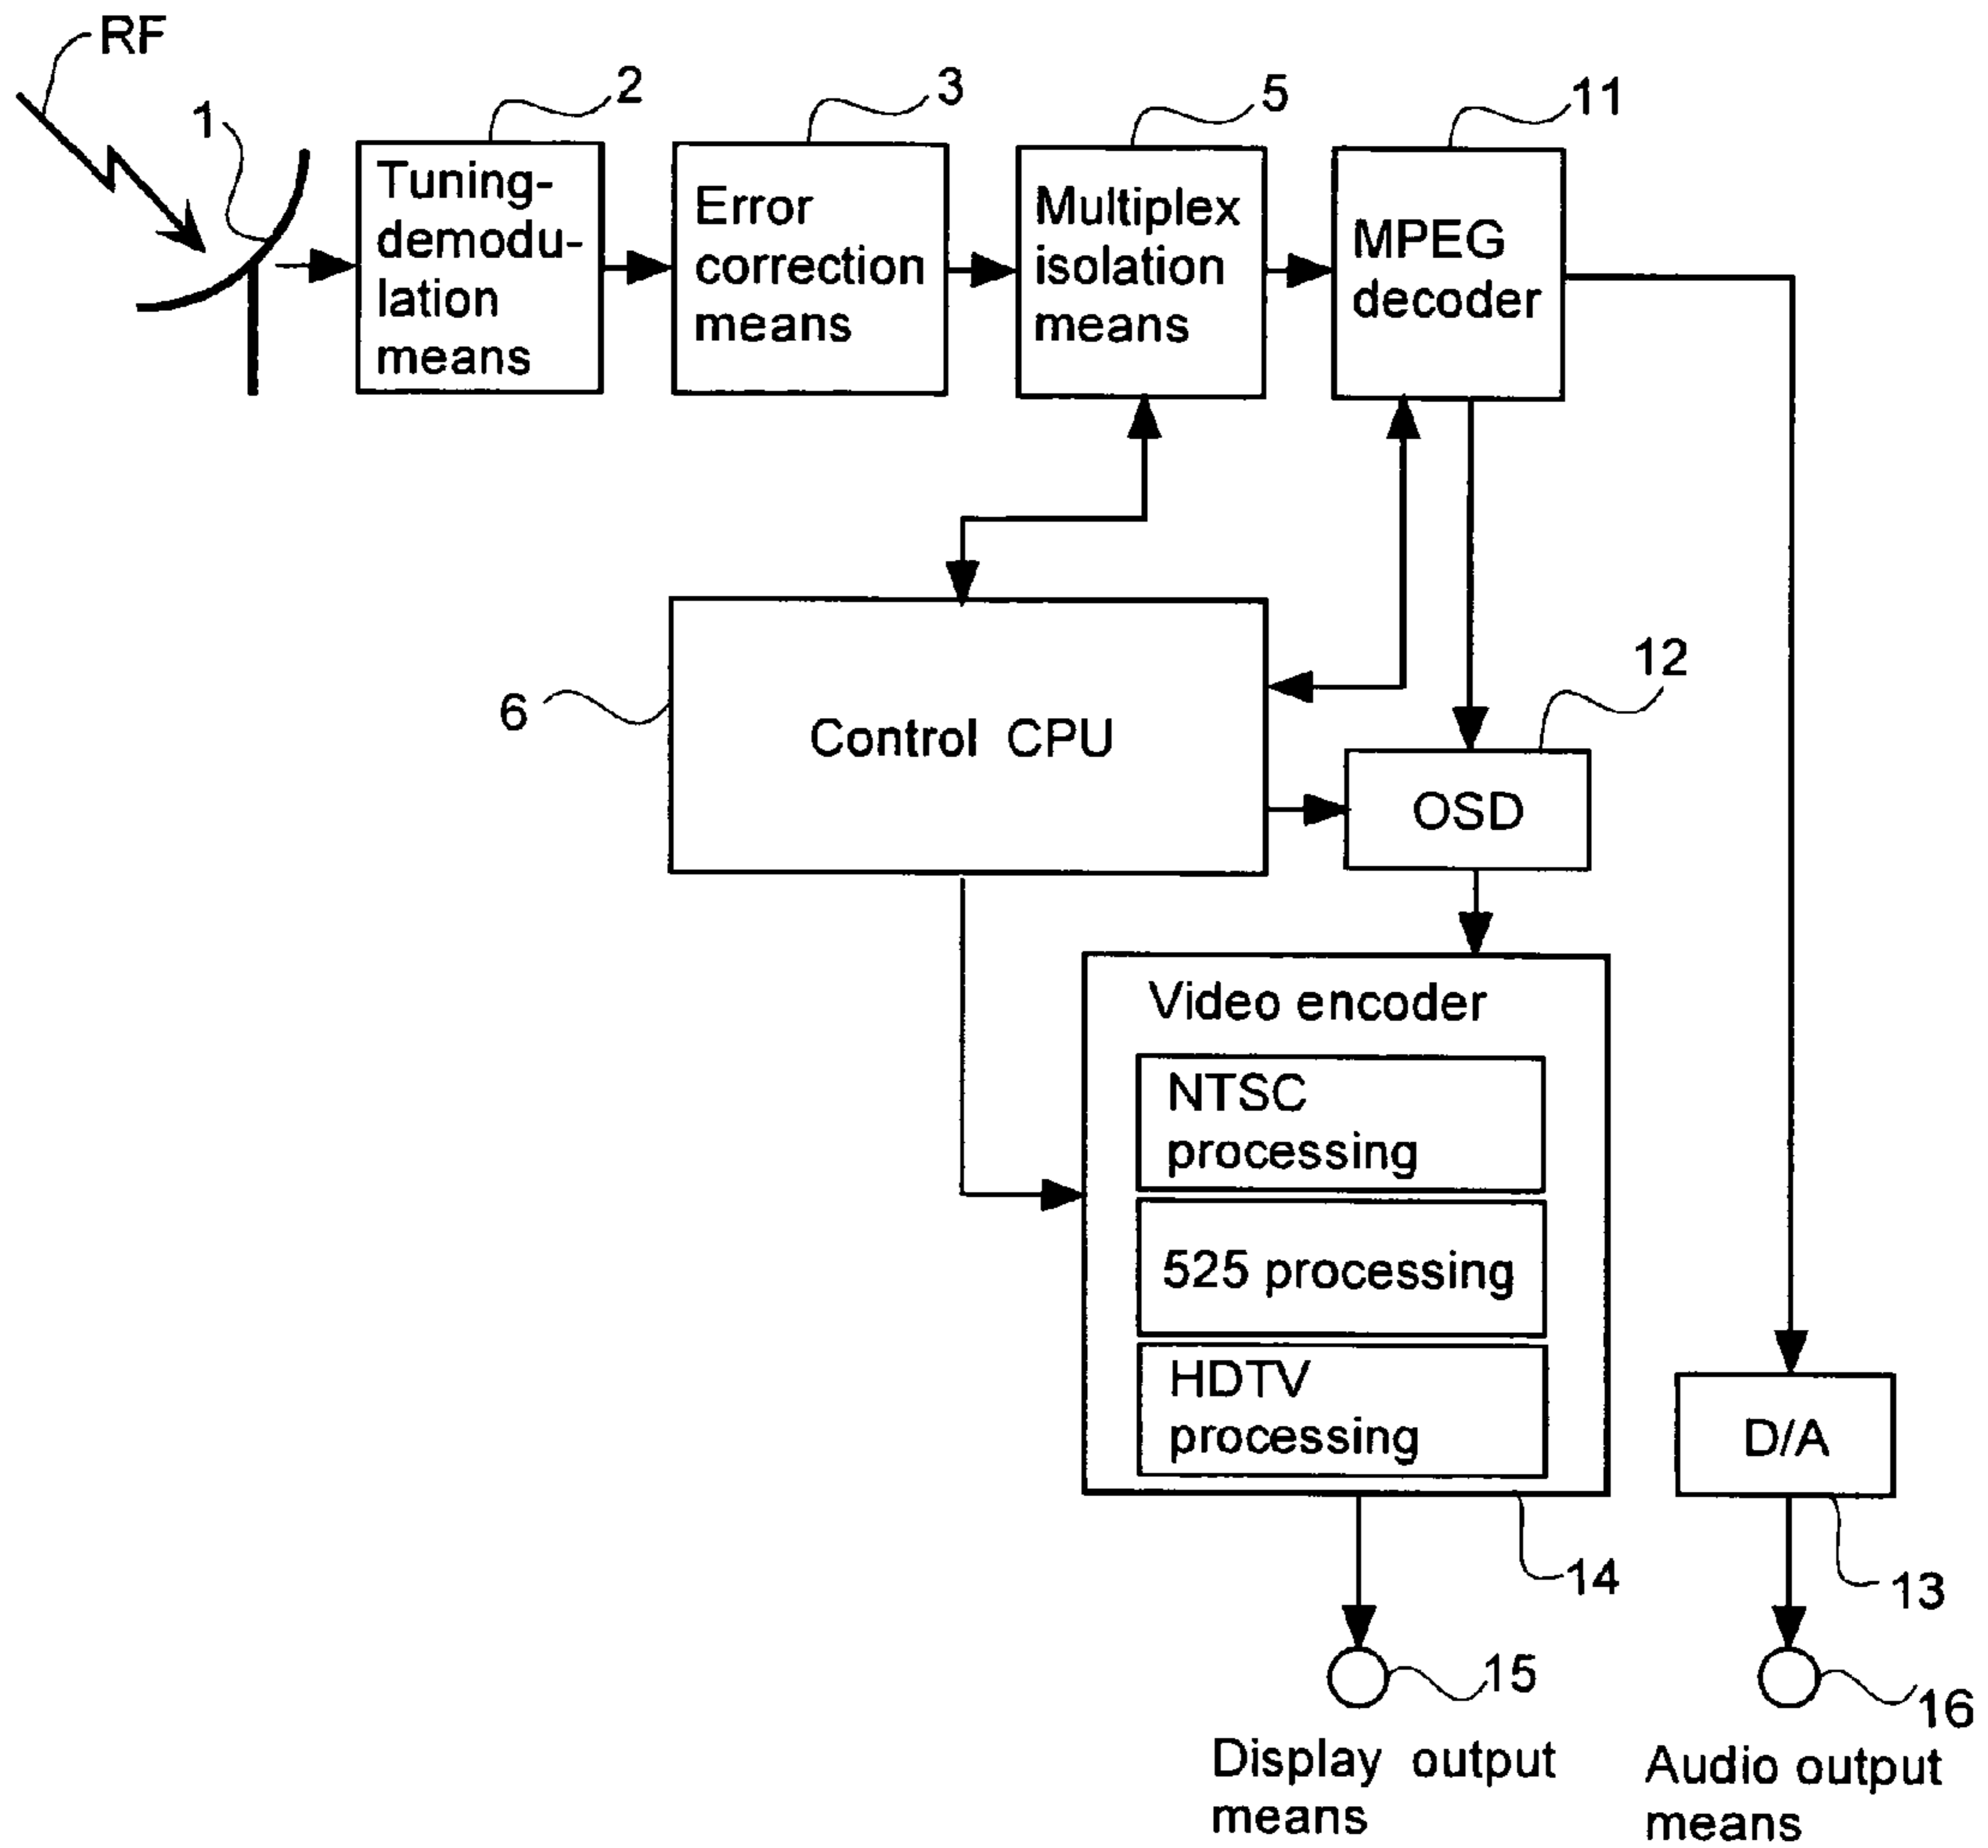 RF
1
2
3
5
11
Tuning-
demodu-
lation
means
Error
correction
means
Multiplex
isolation
means
MPEG
decoder
6
Control CPU
12
OSD
Video encoder
NTSC
processing
525 processing
HDTV
processing
D/A
14
13
15
16
Display output
means
Audio output
means